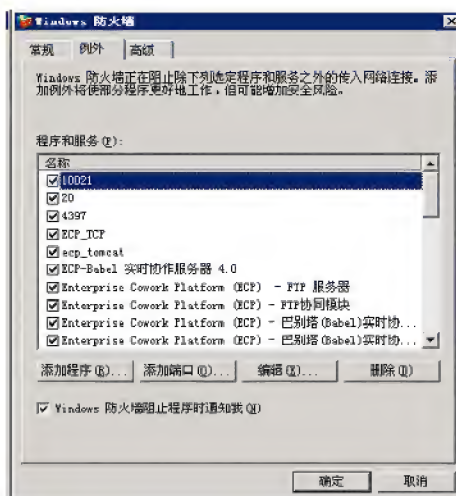 Windows 防火墙
常规 例外 高级
Windows 防火墙正在阻止除下列选定程序和服务之外的传入网络连接。添
加例外将使部分程序更好地工作，但可能增加安全风险。
程序和服务(P):
名称
10021
20
4397
ECP_TCP
ecp_tomcat
ECP-Babel 实时协作服务器 4.0
Enterprise Cowork Platform (ECP) - FTP 服务器
Enterprise Cowork Platform (ECP) - FTP协同模块
Enterprise Cowork Platform (ECP) - 巴别塔(Babel)实时协...
Enterprise Cowork Platform (ECP) - 巴别塔(Babel)实时协...
添加程序(R)... 添加端口(O)... 编辑(E)... 删除(D)
Windows 防火墙阻止程序时通知我(N)
确定 取消